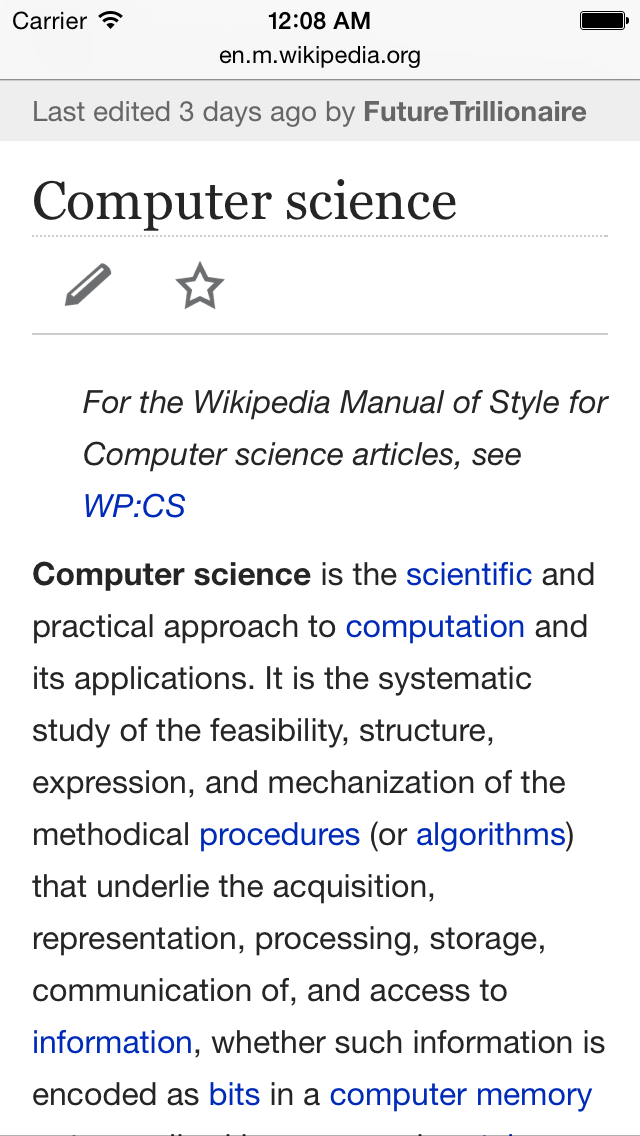 Carrier 12:08 AM
en.m.wikipedia.org
Last edited 3 days ago by FutureTrillionaire
Computer science
For the Wikipedia Manual of Style for
Computer science articles, see
WP:CS
Computer science is the scientific and
practical approach to computation and
its applications. It is the systematic
study of the feasibility, structure,
expression, and mechanization of the
methodical procedures (or algorithms)
that underlie the acquisition,
representation, processing, storage,
communication of, and access to
information, whether such information is
encoded as bits in a computer memory